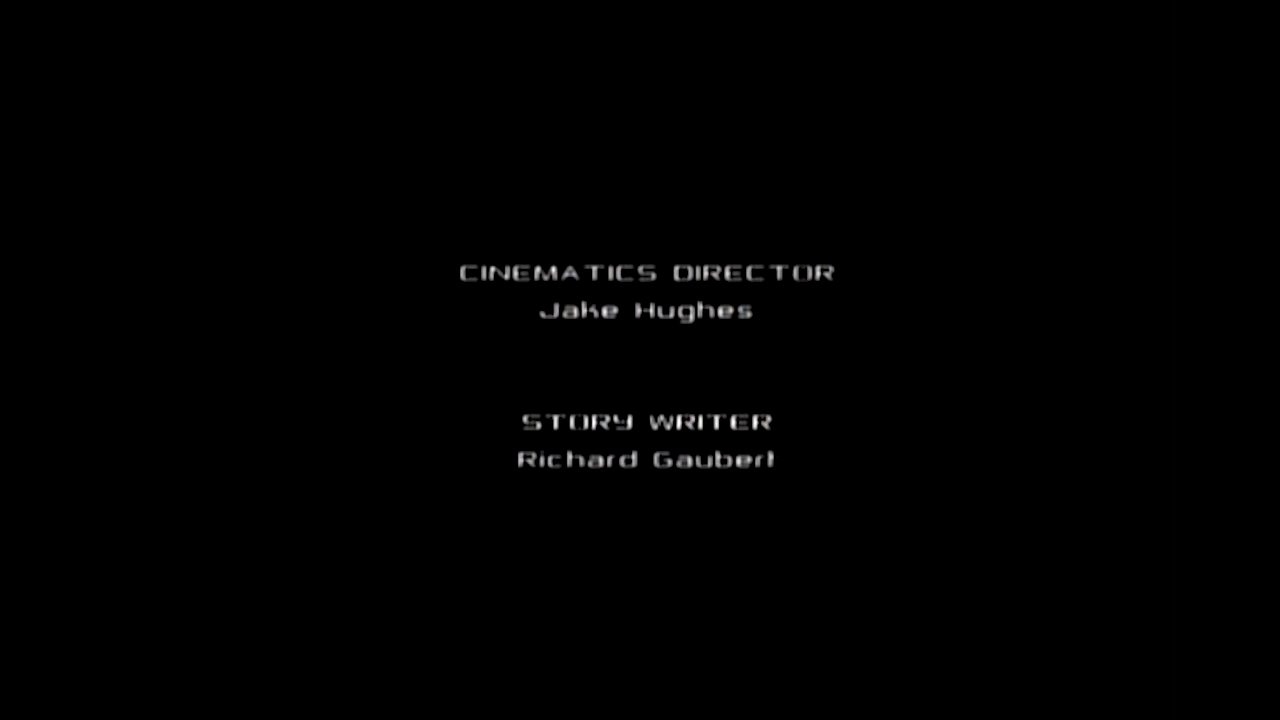 CINEMATICS DIRECTOR
Jake Hughes
STORY WRITER
Richard Gaubert